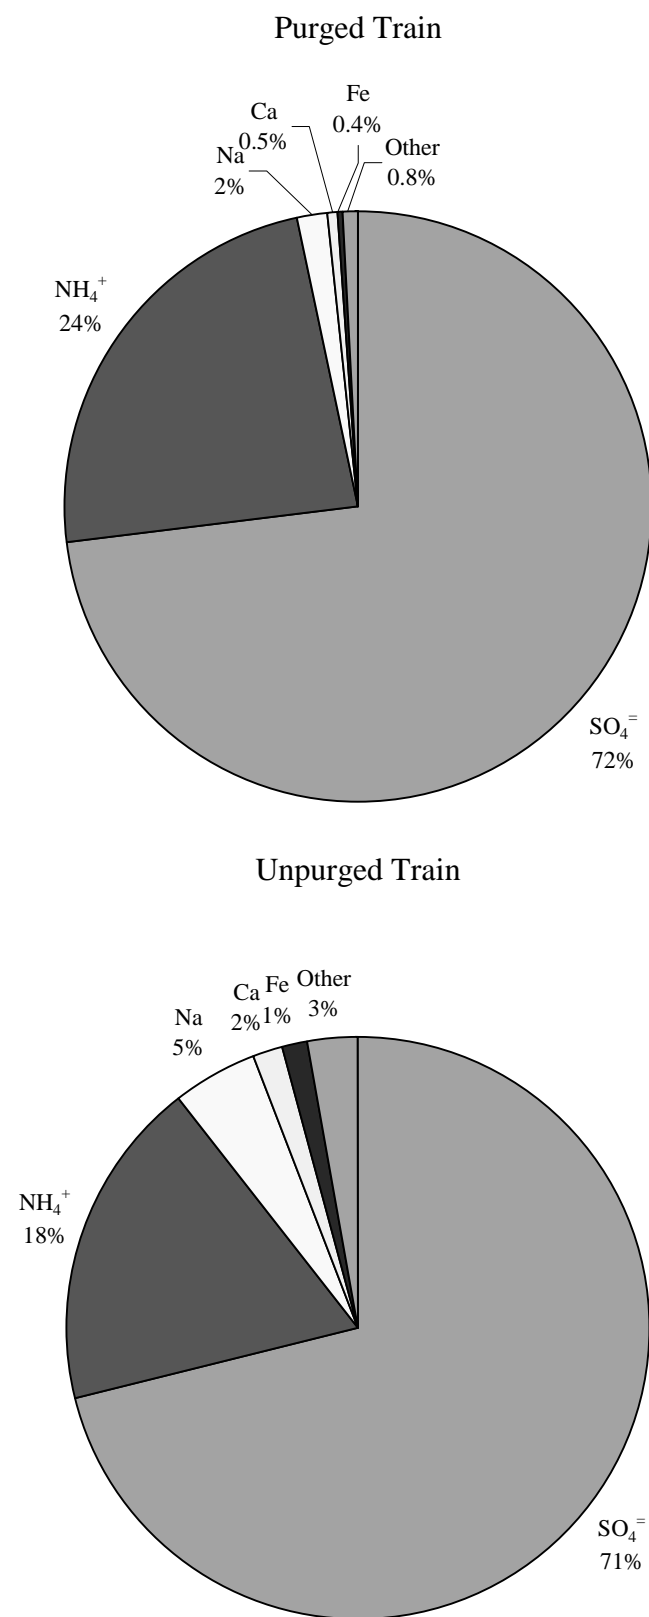 Purged Train
Fe
0.4%
Ca
0.5%
Other
0.8%
Na
2%
NH₄⁺
24%
SO₄⁼
72%
Unpurged Train
Other
3%
Fe
1%
Ca
2%
Na
5%
NH₄⁺
18%
SO₄⁼
71%